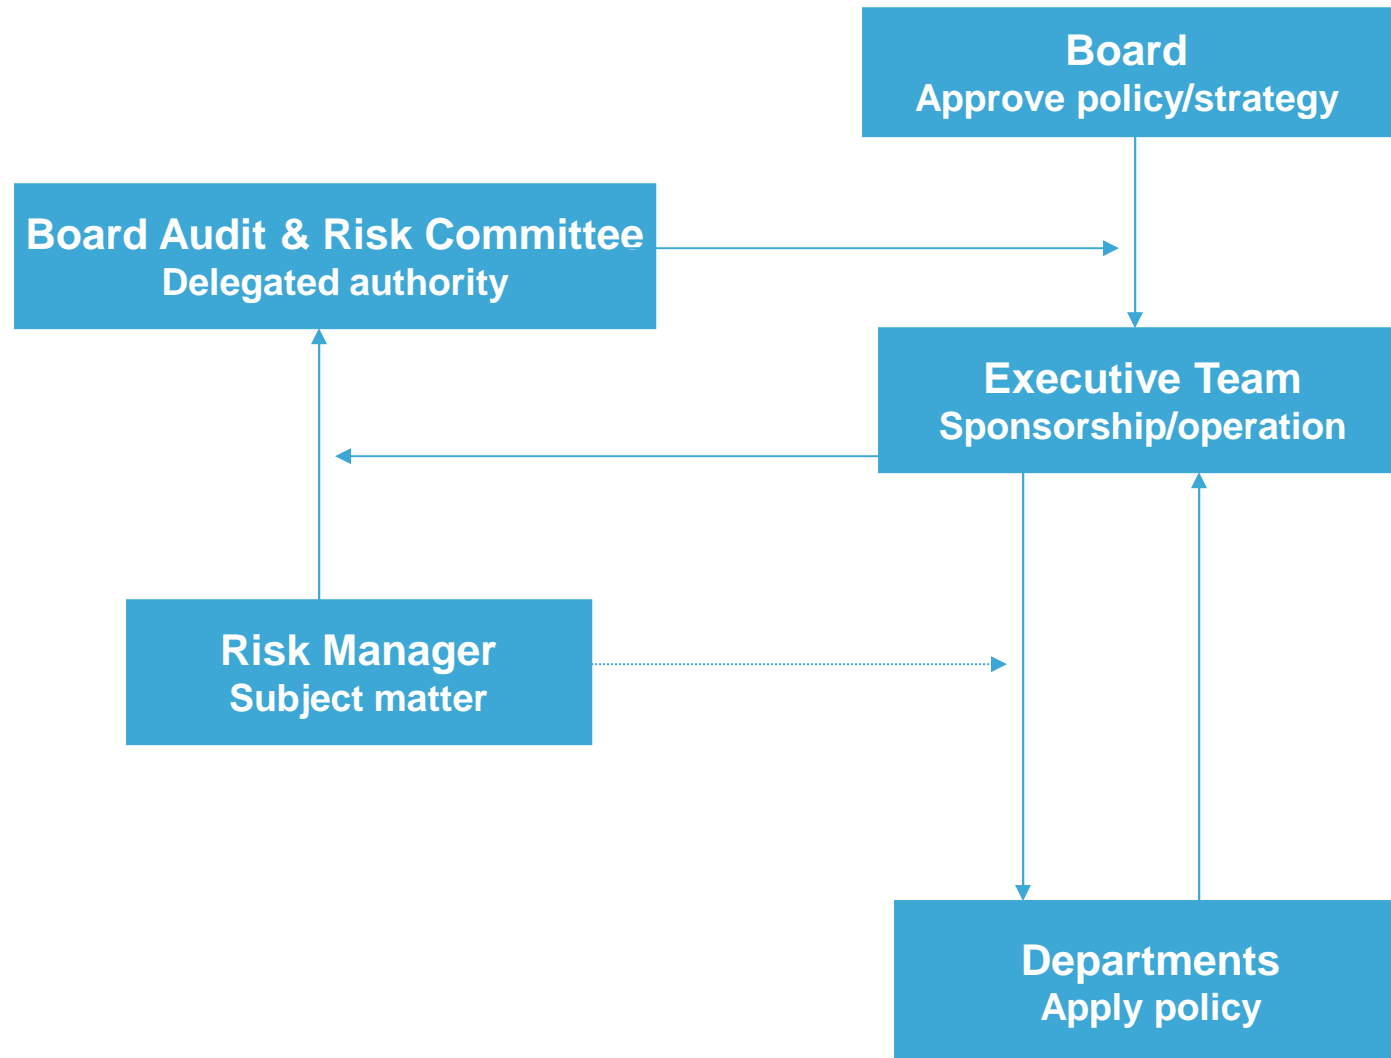 Board
Approve policy/strategy
Board Audit & Risk Committee
Delegated authority
Executive Team
Sponsorship/operation
Risk Manager
Subject matter
Departments
Apply policy